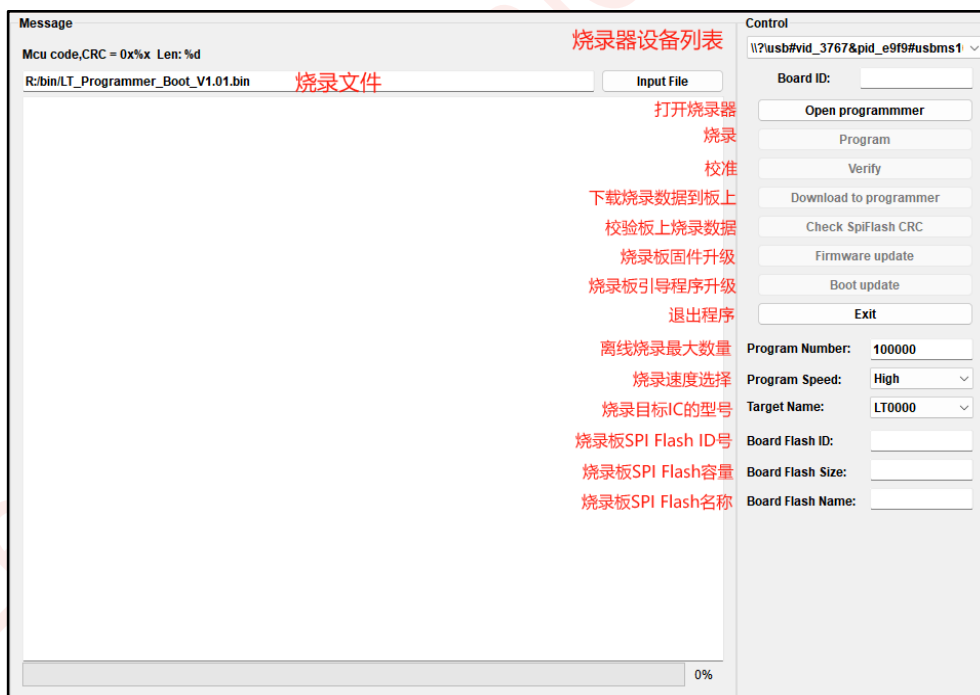 Message
Control
Mcu code,CRC = 0x%x Len: %d
烧录器设备列表
\\?\usb#vid_3767&pid_e9f9#usbms1
R:/bin/LT_Programmer_Boot_V1.01.bin
烧录文件
Input File
Board ID:
打开烧录器
Open programmmer
烧录
Program
校准
Verify
下载烧录数据到板上
Download to programmer
校验板上烧录数据
Check SpiFlash CRC
烧录板固件升级
Firmware update
烧录板引导程序升级
Boot update
退出程序
Exit
离线烧录最大数量
Program Number: 100000
烧录速度选择
Program Speed: High
烧录目标IC的型号
Target Name: LT0000
烧录板SPI Flash ID号
Board Flash ID:
烧录板SPI Flash容量
Board Flash Size:
烧录板SPI Flash名称
Board Flash Name:
0%